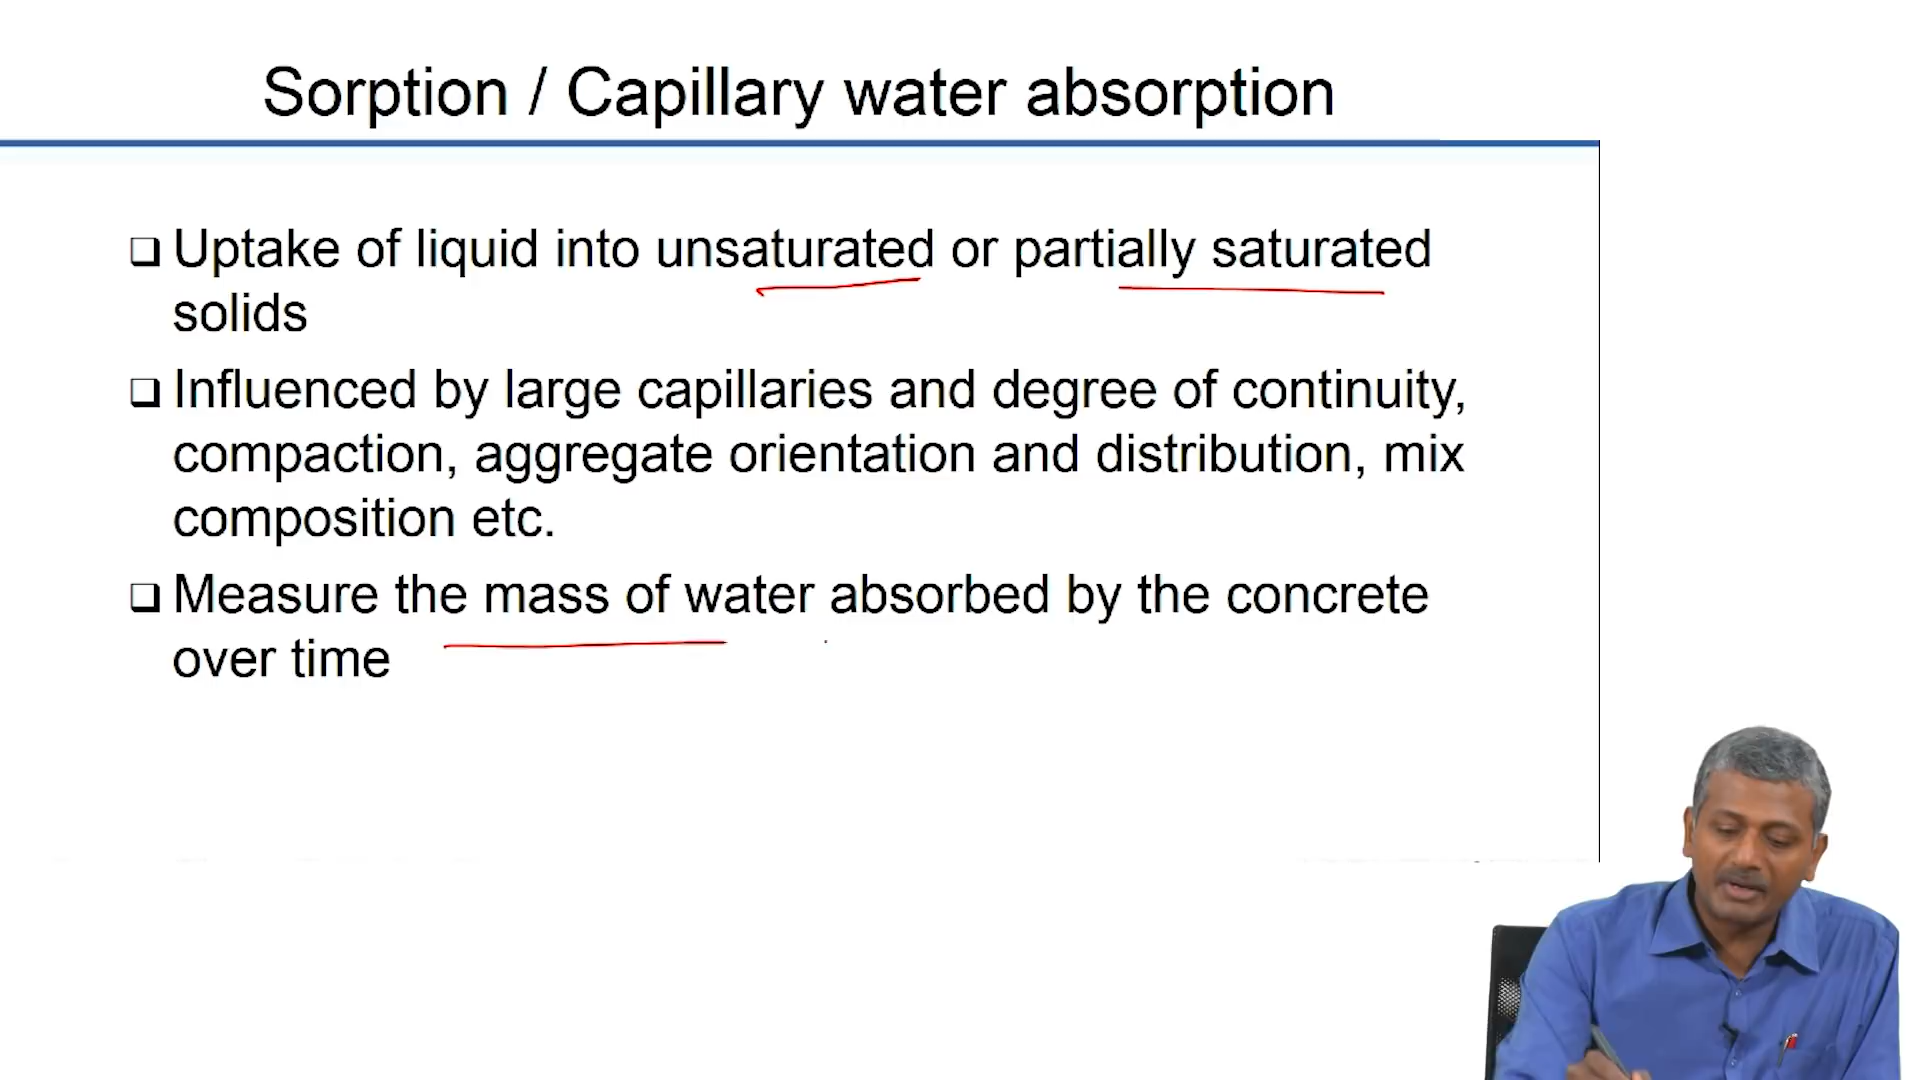 Sorption / Capillary water absorption
❑ Uptake of liquid into unsaturated or partially saturated
solids
❑ Influenced by large capillaries and degree of continuity,
compaction, aggregate orientation and distribution, mix
composition etc.
❑ Measure the mass of water absorbed by the concrete
over time